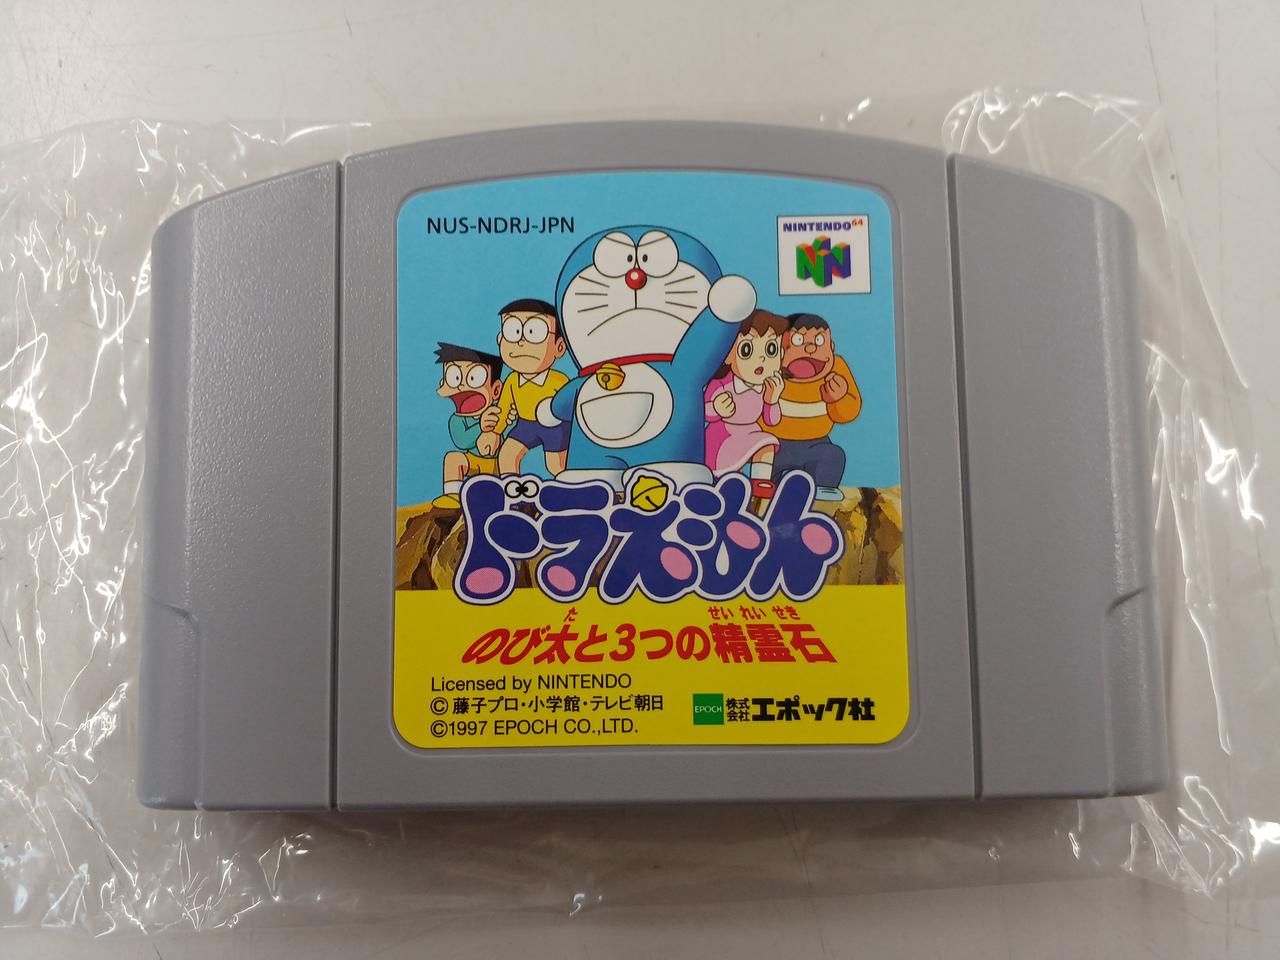 NUS-NDRJ-JPN
NINTENDO64
ドラえもん
た せい れい せき
のび太と3つの精霊石
Licensed by NINTENDO
© 藤子プロ・小学館・テレビ朝日
©1997 EPOCH CO.,LTD.
EPOCH 株式会社 エポック社